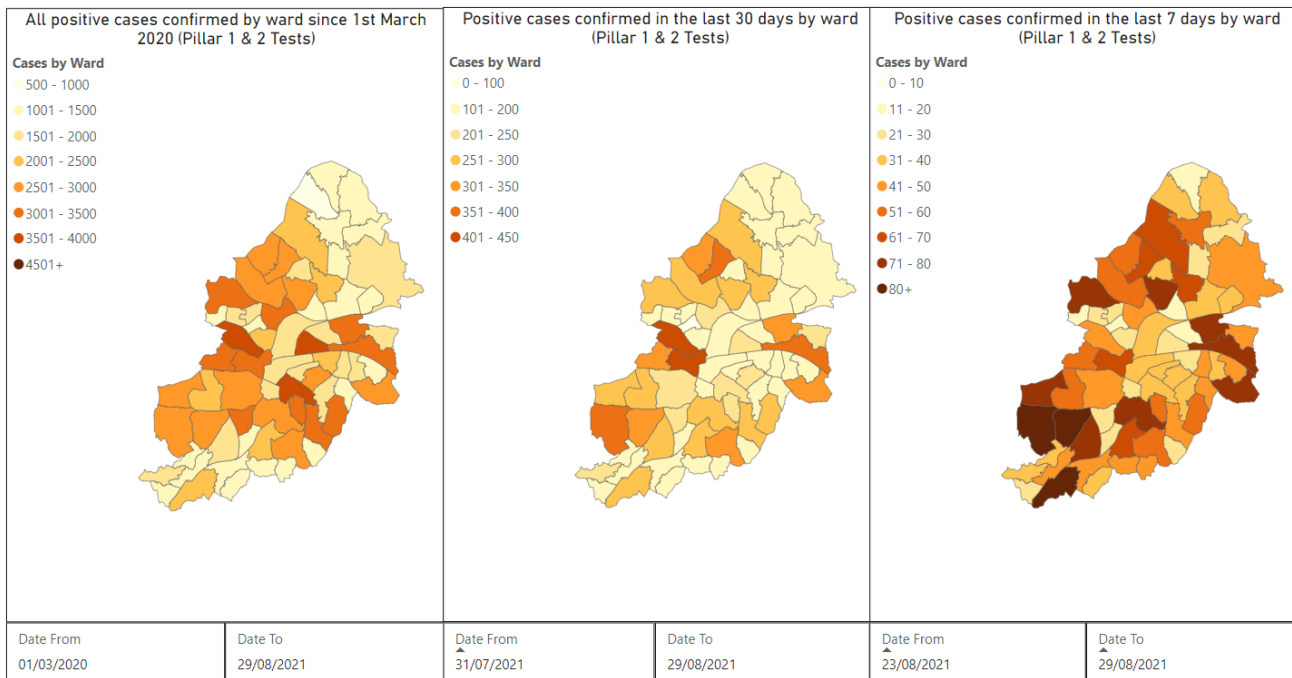 All positive cases confirmed by ward since 1st March
2020 (Pillar 1 & 2 Tests)
Cases by Ward
500 - 1000
1001 - 1500
1501 - 2000
2001 - 2500
2501 - 3000
3001 - 3500
3501 - 4000
4501+
Date From
01/03/2020
Date To
29/08/2021
Positive cases confirmed in the last 30 days by ward
(Pillar 1 & 2 Tests)
Cases by Ward
0 - 100
101 - 200
201 - 250
251 - 300
301 - 350
351 - 400
401 - 450
Date From
31/07/2021
Date To
29/08/2021
Positive cases confirmed in the last 7 days by ward
(Pillar 1 & 2 Tests)
Cases by Ward
0 - 10
11 - 20
21 - 30
31 - 40
41 - 50
51 - 60
61 - 70
71 - 80
80+
Date From
23/08/2021
Date To
29/08/2021